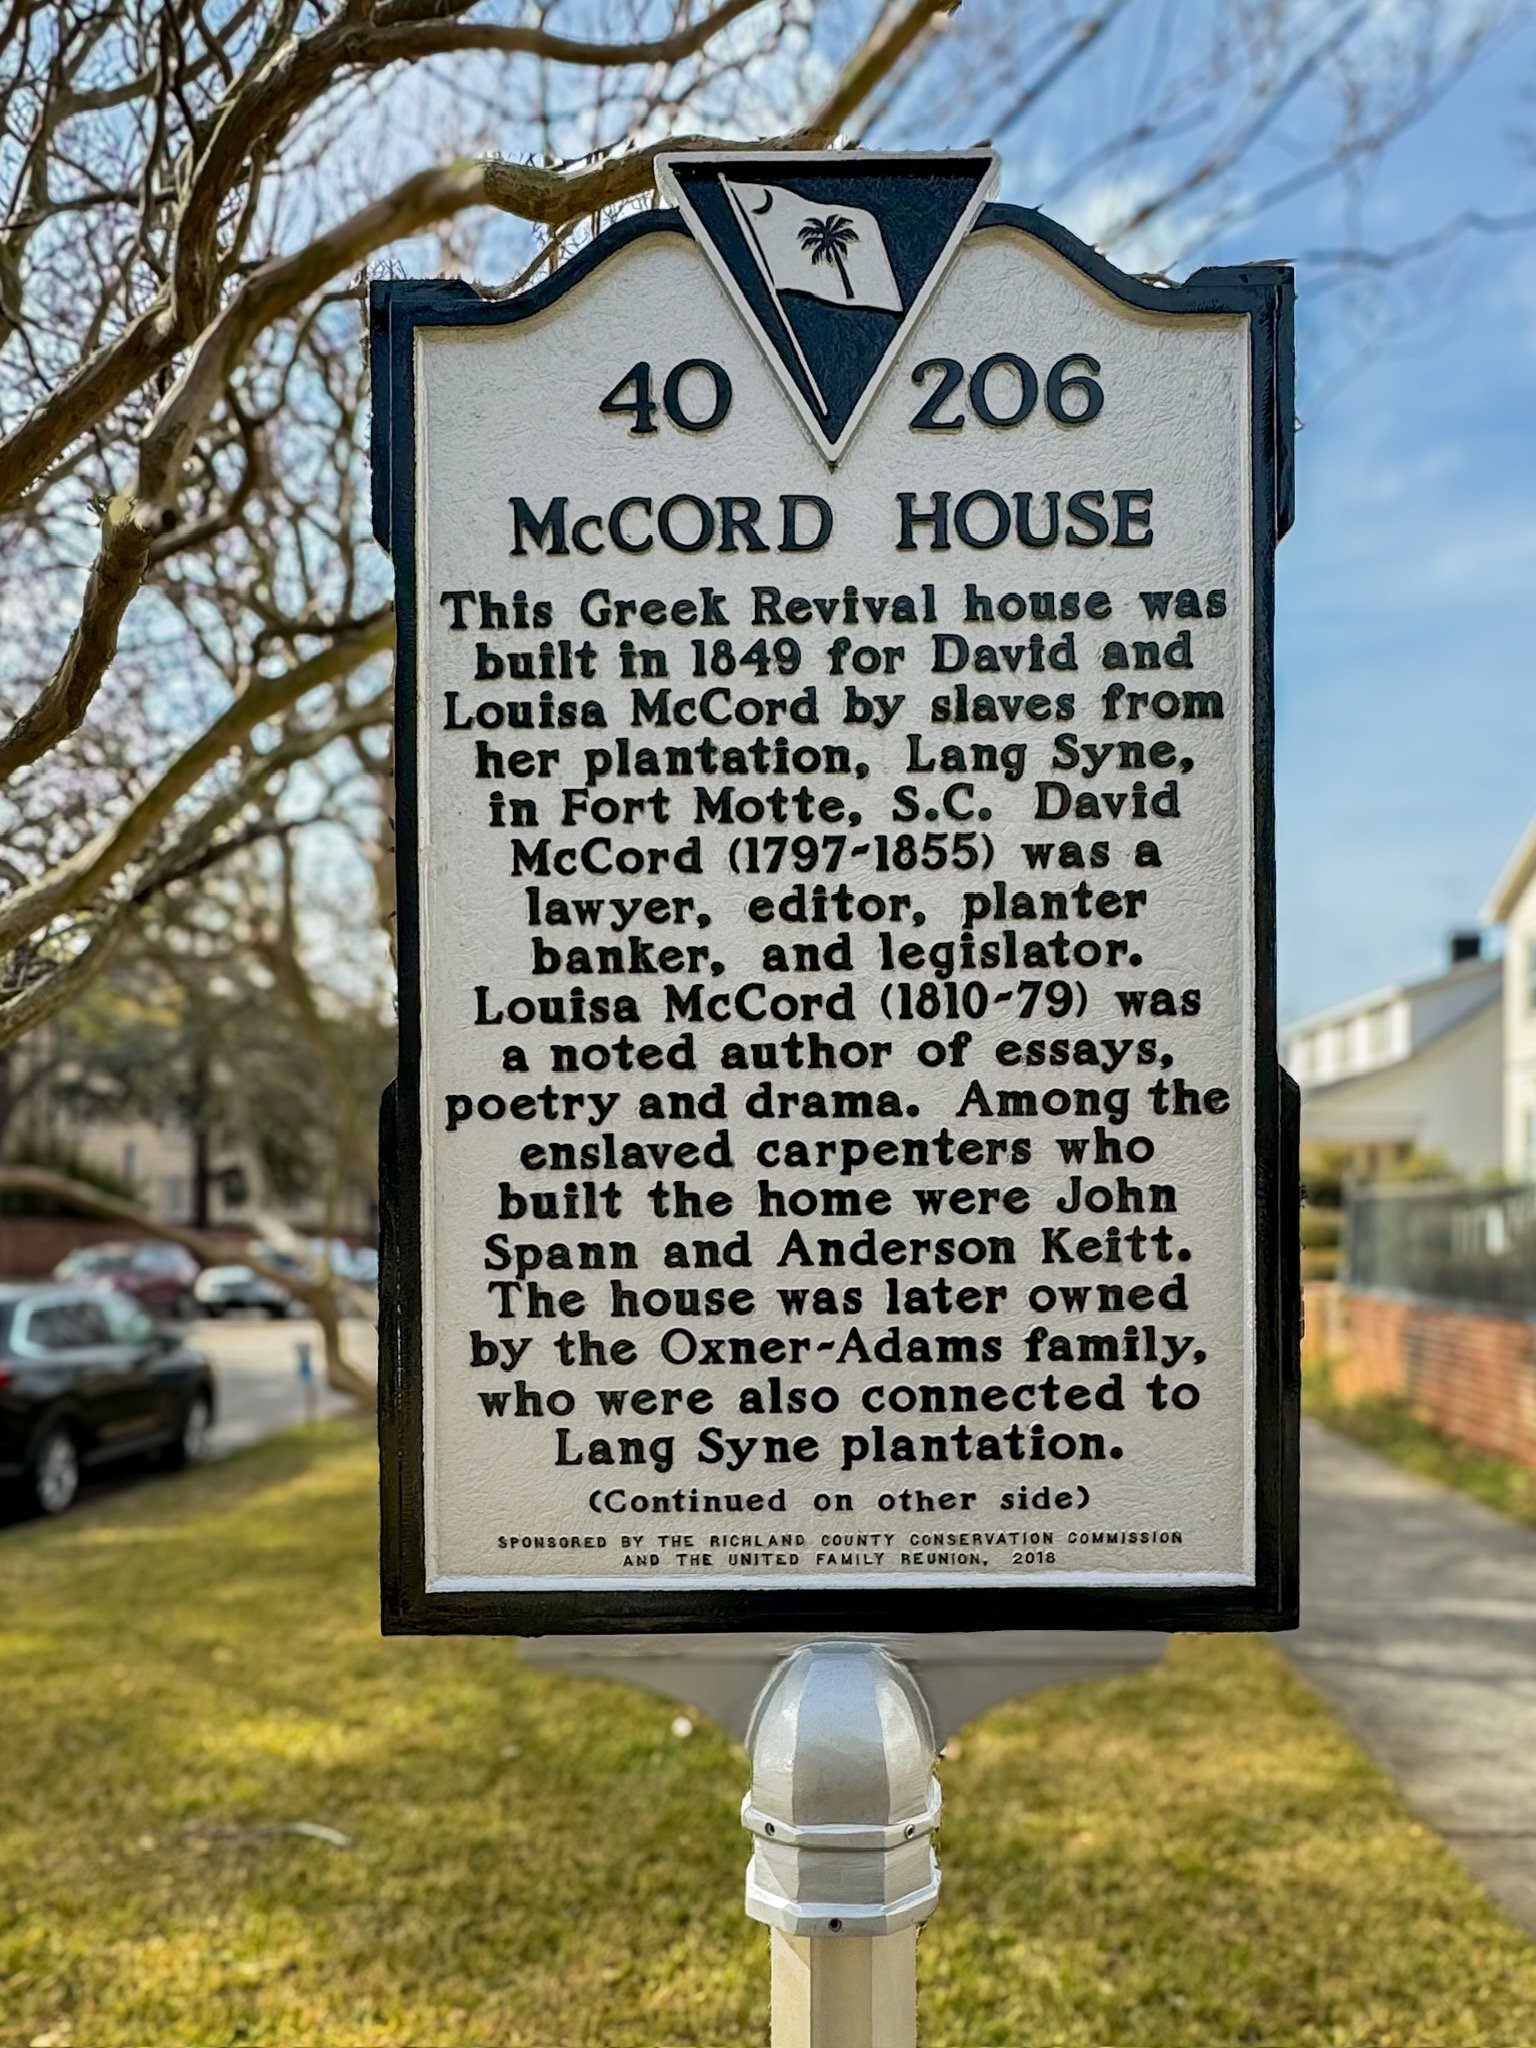 40 206
McCORD HOUSE
This Greek Revival house was
built in 1849 for David and
Louisa McCord by slaves from
her plantation, Lang Syne,
in Fort Motte, S.C. David
McCord (1797-1855) was a
lawyer, editor, planter
banker, and legislator.
Louisa McCord (1810-79) was
a noted author of essays,
poetry and drama. Among the
enslaved carpenters who
built the home were John
Spann and Anderson Keitt.
The house was later owned
by the Oxner-Adams family,
who were also connected to
Lang Syne plantation.
(Continued on other side)
SPONSORED BY THE RICHLAND COUNTY CONSERVATION COMMISSION
AND THE UNITED FAMILY REUNION, 2018